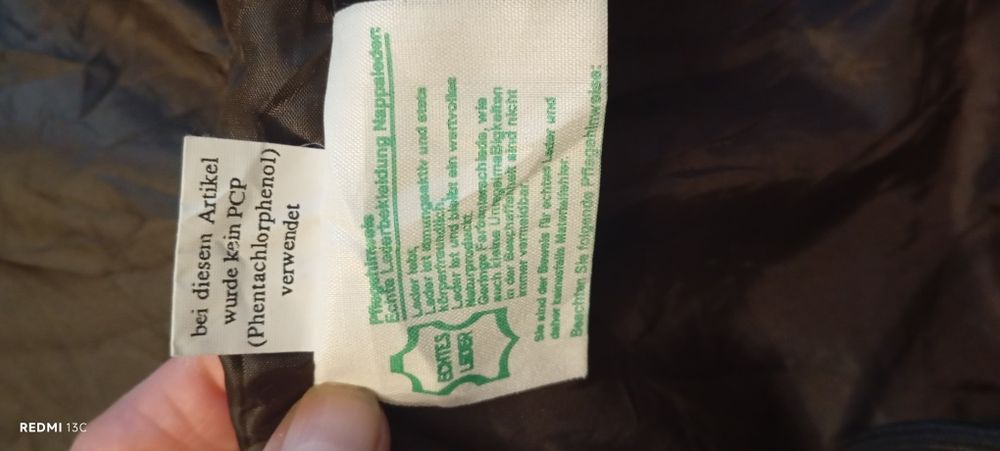 bei diesem Artikel
wurde kein PCP
(Phentachlorphenol)
verwendet
Pflegehinweis
Echte Lederbekleidung Nappaleder:
Leder lebt,
Leder ist atmungsaktiv und stets
körperfreundlich,
Leder ist und bleibt ein wertvolles
Naturprodukt.
Geringe Farbunterschiede, wie
auch kleine Unregelmäßigkeiten
in der Beschaffenheit sind nicht
immer vermeidbar.
Sie sind der Beweis für echtes Leder und
daher keinesfalls Materialfehler.
Beachten Sie folgende Pflegehinweise:
ECHTES
LEDER
REDMI 13C